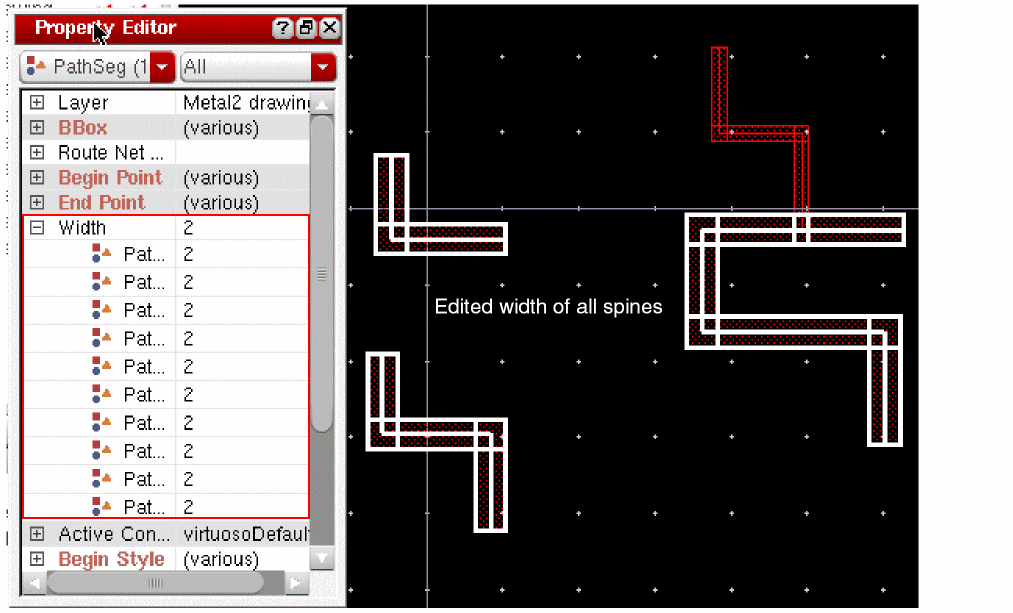 Property Editor
?
PathSeg (1
All
Layer Metal2 drawin
BBox (various)
Route Net ...
Begin Point (various)
End Point (various)
Width 2
Pat... 2
Pat... 2
Pat... 2
Pat... 2
Pat... 2
Pat... 2
Pat... 2
Pat... 2
Pat... 2
Pat... 2
Active Con... virtuosoDefaul
Begin Style (various)
Edited width of all spines